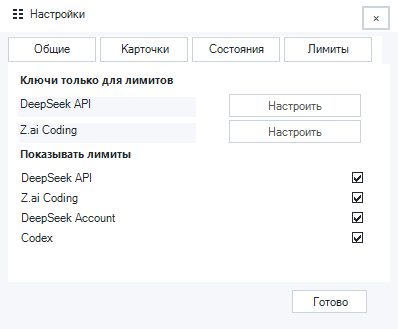 Настройки
×
Общие
Карточки
Состояния
Лимиты
Ключи только для лимитов
DeepSeek API
Настроить
Z.ai Coding
Настроить
Показывать лимиты
DeepSeek API
Z.ai Coding
DeepSeek Account
Codex
Готово